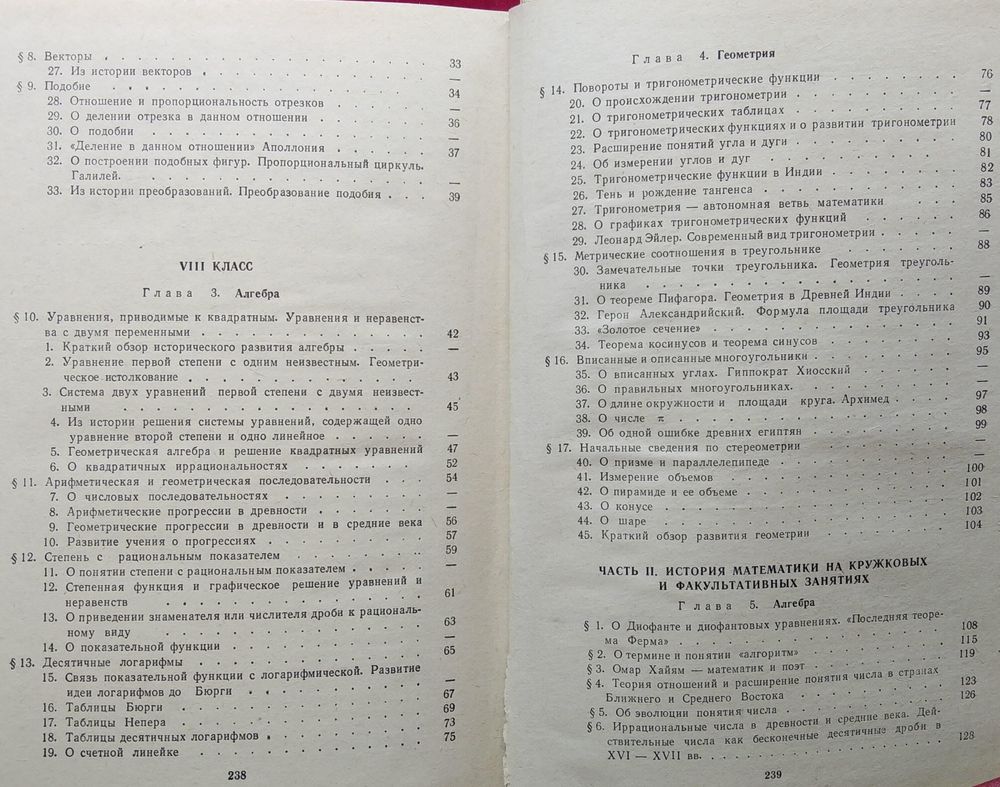 § 8. Векторы . . . . . . . . . . . . . . . . 33
27. Из истории векторов . . . . . . . . . . . . —
§ 9. Подобие . . . . . . . . . . . . . . . . 34
28. Отношение и пропорциональность отрезков . . . . . —
29. О делении отрезка в данном отношении . . . . . . 36
30. О подобии . . . . . . . . . . . . . . . —
31. «Деление в данном отношении» Аполлония . . . . . 37
32. О построении подобных фигур. Пропорциональный циркуль.
Галилей. . . . . . . . . . . . . . . . . —
33. Из истории преобразований. Преобразование подобия . . . 39
VIII КЛАСС
Глава 3. Алгебра
§ 10. Уравнения, приводимые к квадратным. Уравнения и неравенст-
ва с двумя переменными . . . . . . . . . . . 42
1. Краткий обзор исторического развития алгебры . . . . —
2. Уравнение первой степени с одним неизвестным. Геометри-
ческое истолкование . . . . . . . . . . . . 43
3. Система двух уравнений первой степени с двумя неизвест-
ными . . . . . . . . . . . . . . . . . 45
4. Из истории решения системы уравнений, содержащей одно
уравнение второй степени и одно линейное . . . . . —
5. Геометрическая алгебра и решение квадратных уравнений 47
6. О квадратичных иррациональностях . . . . . . . 52
§ 11. Арифметическая и геометрическая последовательности . . . 54
7. О числовых последовательностях . . . . . . . . —
8. Арифметические прогрессии в древности . . . . . . —
9. Геометрические прогрессии в древности и в средние века 56
10. Развитие учения о прогрессиях . . . . . . . . . 57
§ 12. Степень с рациональным показателем . . . . . . . 59
11. О понятии степени с рациональным показателем . . . . —
12. Степенная функция и графическое решение уравнений и
неравенств . . . . . . . . . . . . . . . 61
13. О приведении знаменателя или числителя дроби к рациональ-
ному виду . . . . . . . . . . . . . . . 63
14. О показательной функции . . . . . . . . . . 65
§ 13. Десятичные логарифмы . . . . . . . . . . . —
15. Связь показательной функции с логарифмической. Развитие
идеи логарифмов до Бюрги . . . . . . . . . . 67
16. Таблицы Бюрги . . . . . . . . . . . . . 69
17. Таблицы Непера . . . . . . . . . . . . . 73
18. Таблицы десятичных логарифмов . . . . . . . . 75
19. О счетной линейке . . . . . . . . . . . .
238
Глава 4. Геометрия
§ 14. Повороты и тригонометрические функции . . . . . . 76
20. О происхождении тригонометрии . . . . . . . . —
21. О тригонометрических таблицах . . . . . . . . 77
22. О тригонометрических функциях и о развитии тригонометрии 78
23. Расширение понятий угла и дуги . . . . . . . . 80
24. Об измерении углов и дуг . . . . . . . . . . 81
25. Тригонометрические функции в Индии . . . . . . 82
26. Тень и рождение тангенса . . . . . . . . . . 83
27. Тригонометрия — автономная ветвь математики . . . 85
28. О графиках тригонометрических функций . . . . . 86
29. Леонард Эйлер. Современный вид тригонометрии . . . . —
§ 15. Метрические соотношения в треугольнике . . . . . . 88
30. Замечательные точки треугольника. Геометрия треуголь-
ника . . . . . . . . . . . . . . . . . —
31. О теореме Пифагора. Геометрия в Древней Индии . . . . 89
32. Герон Александрийский. Формула площади треугольника 90
33. «Золотое сечение» . . . . . . . . . . . . . 91
34. Теорема косинусов и теорема синусов . . . . . . 93
§ 16. Вписанные и описанные многоугольники . . . . . . . 95
35. О вписанных углах. Гиппократ Хиосский . . . . . —
36. О правильных многоугольниках. . . . . . . . . —
37. О длине окружности и площади круга. Архимед . . . . 97
38. О числе π . . . . . . . . . . . . . . . 98
39. Об одной ошибке древних египтян . . . . . . . . 99
§ 17. Начальные сведения по стереометрии . . . . . . . —
40. О призме и параллелепипеде . . . . . . . . . —
41. Измерение объемов . . . . . . . . . . . . 100
42. О пирамиде и ее объеме . . . . . . . . . . 101
43. О конусе . . . . . . . . . . . . . . . 102
44. О шаре . . . . . . . . . . . . . . . . 103
45. Краткий обзор развития геометрии . . . . . . . 104
ЧАСТЬ II. ИСТОРИЯ МАТЕМАТИКИ НА КРУЖКОВЫХ
И ФАКУЛЬТАТИВНЫХ ЗАНЯТИЯХ
Глава 5. Алгебра
§ 1. О Диофанте и диофантовых уравнениях. «Последняя теоре-
ма Ферма» . . . . . . . . . . . . . . . 108
§ 2. О термине и понятии «алгоритм» . . . . . . . . 115
§ 3. Омар Хайям — математик и поэт . . . . . . . . 119
§ 4. Теория отношений и расширение понятия числа в странах
Ближнего и Среднего Востока . . . . . . . . . 123
§ 5. Об эволюции понятия числа . . . . . . . . . . 126
§ 6. Иррациональные числа в древности и средние века. Дей-
ствительные числа как бесконечные десятичные дроби в
XVI — XVII вв. . . . . . . . . . . . . . . 128
239